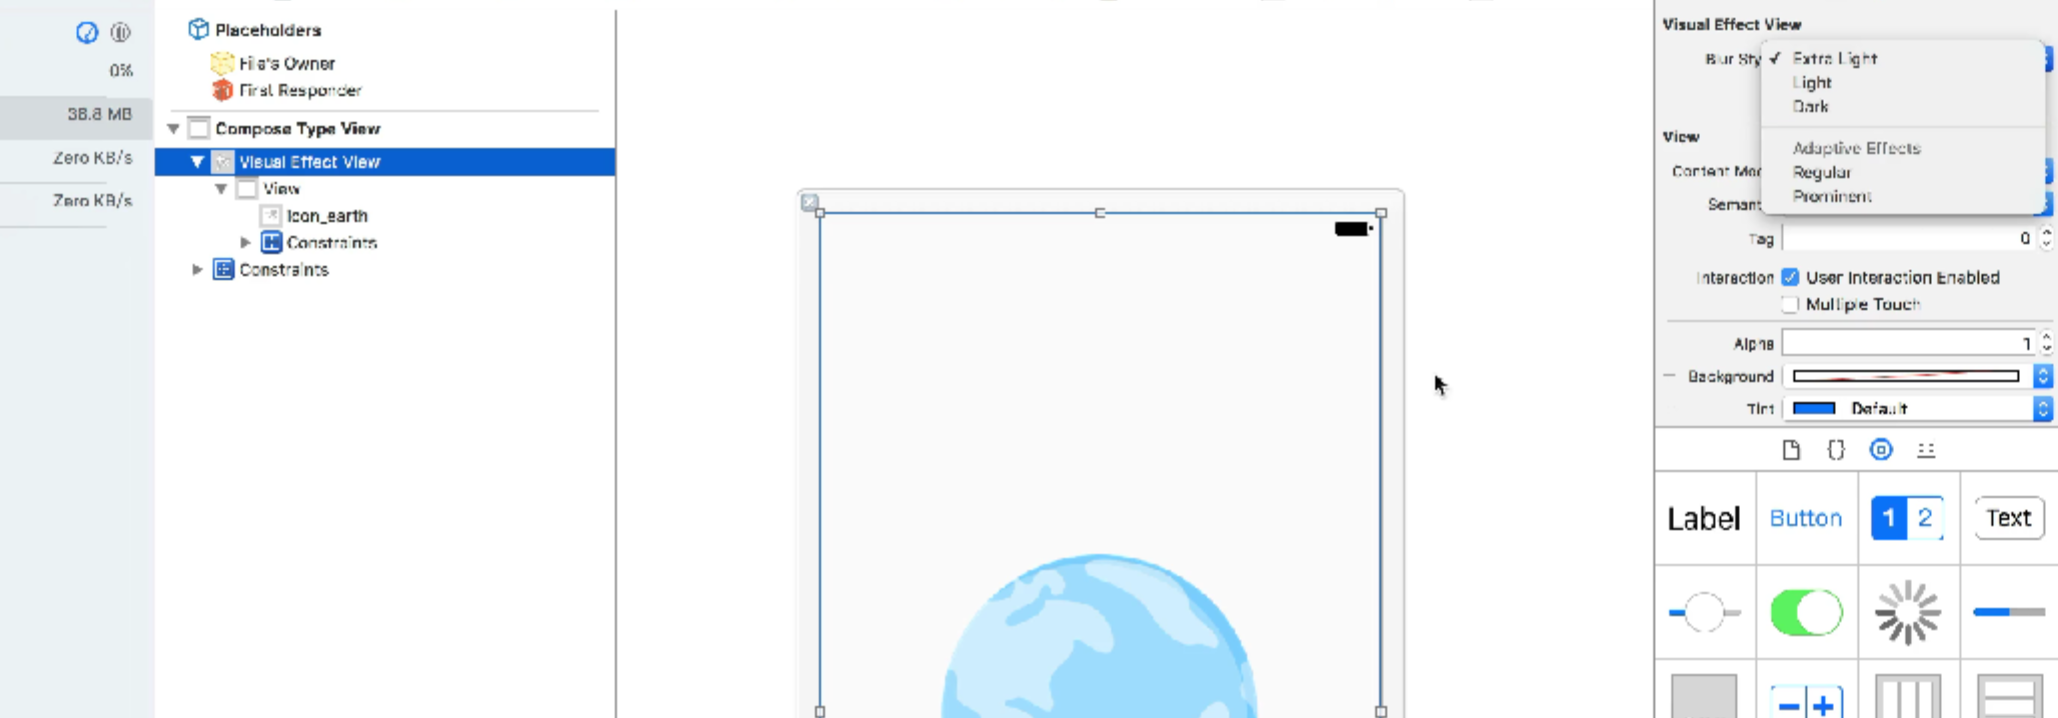 0%
38.8 MB
Zero KB/s
Zero KB/s
Placeholders
File's Owner
First Responder
Compose Type View
Visual Effect View
View
icon_earth
Constraints
Constraints
Visual Effect View
Blur Sty ✓ Extra Light
Light
Dark
View
Adaptive Effects
Content Mod Regular
Semant Prominent
Tag 0
Interaction User Interaction Enabled
Multiple Touch
Alpha 1
Background
Tint Default
Label Button 1 2 Text